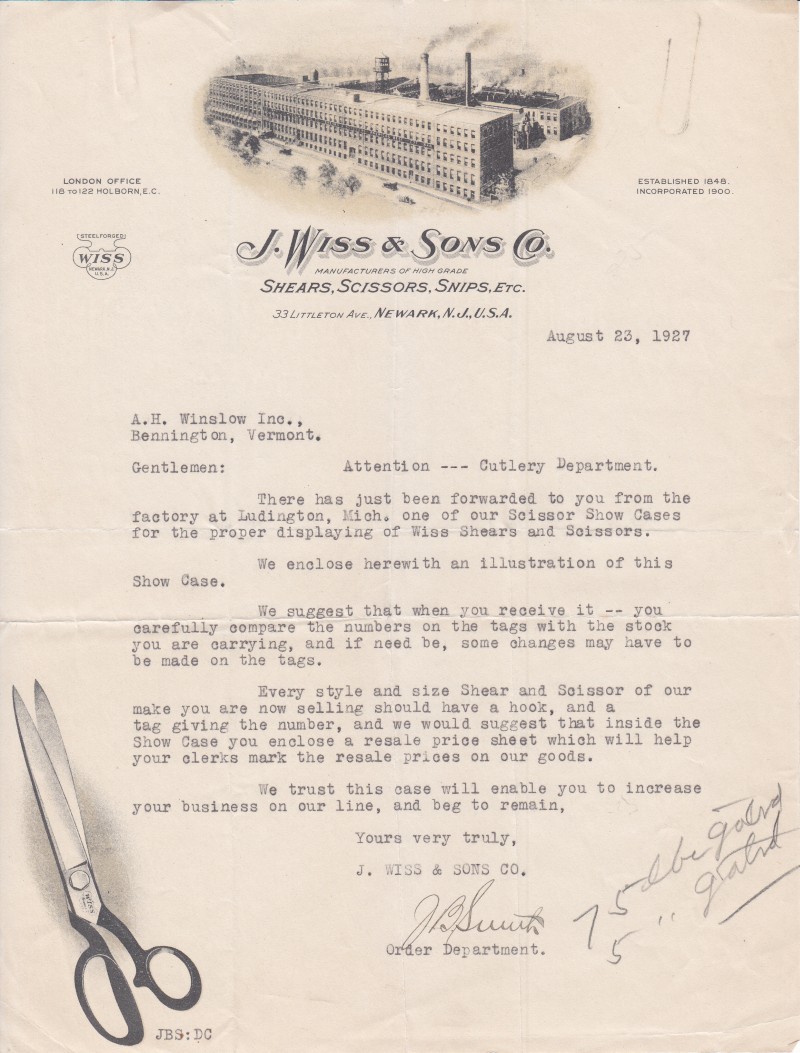 LONDON OFFICE
118 TO 122 HOLBORN, E.C.
ESTABLISHED 1848.
INCORPORATED 1900.
STEELFORGED
WISS
NEWARK, N.J.
U.S.A.
J. WISS & SONS CO.
MANUFACTURERS OF HIGH GRADE
SHEARS, SCISSORS, SNIPS, ETC.
33 LITTLETON AVE., NEWARK, N.J., U.S.A.
August 23, 1927
A.H. Winslow Inc.,
Bennington, Vermont.
Gentlemen: Attention --- Cutlery Department.
There has just been forwarded to you from the
factory at Ludington, Mich. one of our Scissor Show Cases
for the proper displaying of Wiss Shears and Scissors.
We enclose herewith an illustration of this
Show Case.
We suggest that when you receive it -- you
carefully compare the numbers on the tags with the stock
you are carrying, and if need be, some changes may have to
be made on the tags.
Every style and size Shear and Scissor of our
make you are now selling should have a hook, and a
tag giving the number, and we would suggest that inside the
Show Case you enclose a resale price sheet which will help
your clerks mark the resale prices on our goods.
We trust this case will enable you to increase
your business on our line, and beg to remain,
Yours very truly,
J. WISS & SONS CO.
JB Smith
Order Department.
75
5 "
WISS
JBS:DC